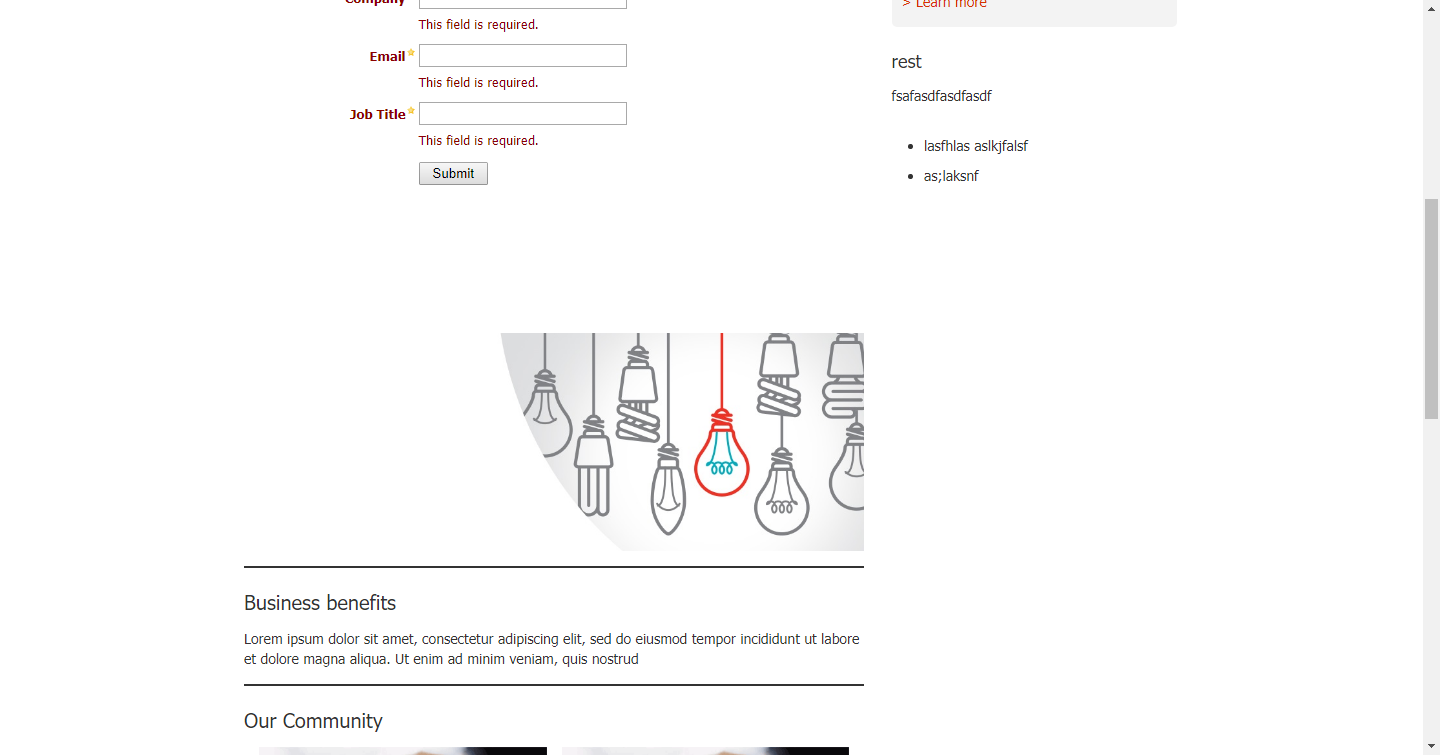 Company
This field is required.
Email
This field is required.
Job Title
This field is required.
Submit
> Learn more
rest
fsafasdfasdfasdf
lasfhlas aslkjfalsf
as;laksnf
Business benefits
Lorem ipsum dolor sit amet, consectetur adipiscing elit, sed do eiusmod tempor incididunt ut labore
et dolore magna aliqua. Ut enim ad minim veniam, quis nostrud
Our Community